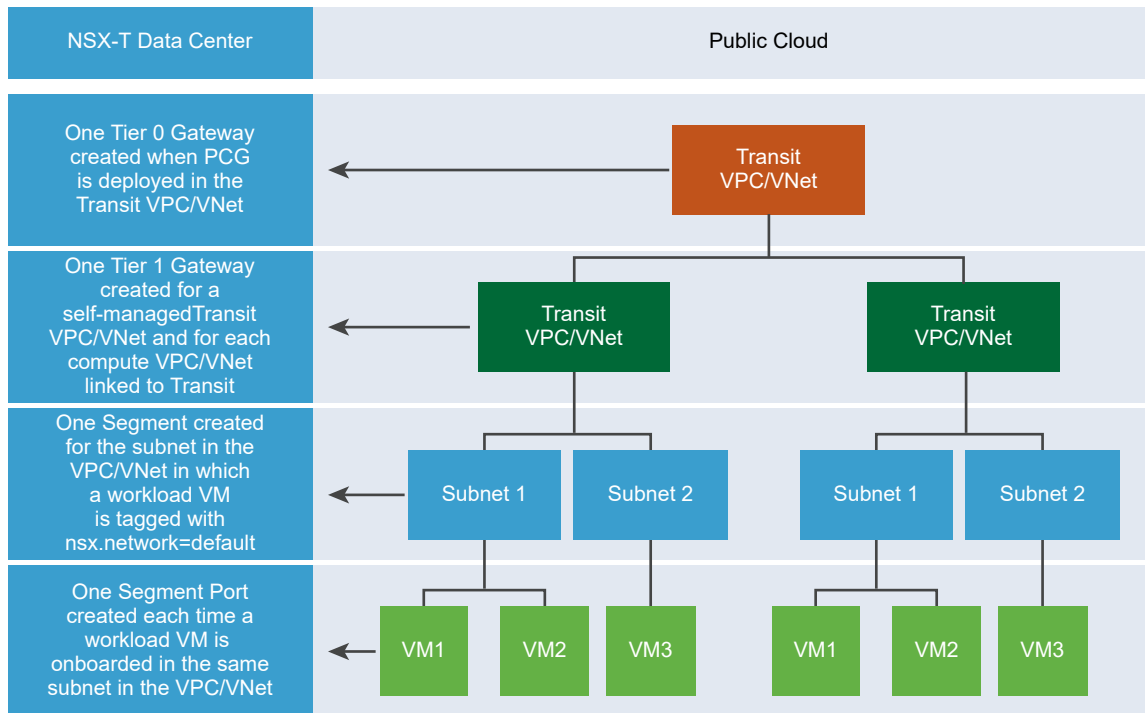 NSX-T Data Center
Public Cloud
One Tier 0 Gateway
created when PCG
is deployed in the
Transit VPC/VNet
Transit
VPC/VNet
One Tier 1 Gateway
created for a
self-managedTransit
VPC/VNet and for each
compute VPC/VNet
linked to Transit
Transit
VPC/VNet
Transit
VPC/VNet
One Segment created
for the subnet in the
VPC/VNet in which
a workload VM
is tagged with
nsx.network=default
Subnet 1
Subnet 2
Subnet 1
Subnet 2
One Segment Port
created each time a
workload VM is
onboarded in the same
subnet in the VPC/VNet
VM1
VM2
VM3
VM1
VM2
VM3